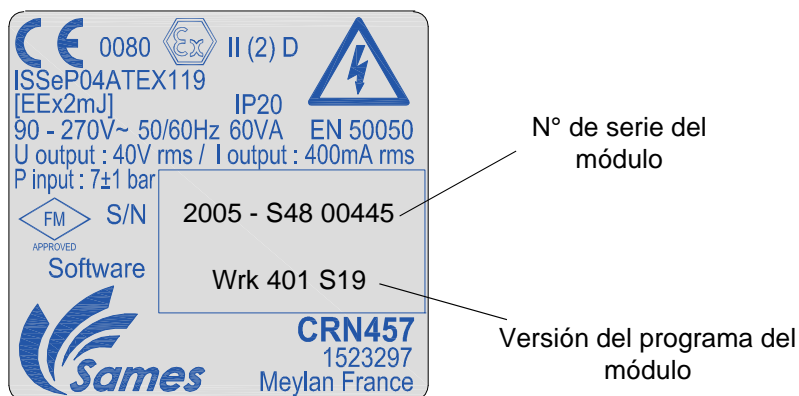 CE 0080 Ex II (2) D
ISSeP04ATEX119
[EEx2mJ] IP20
90 - 270V~ 50/60Hz 60VA EN 50050
U output : 40V rms / I output : 400mA rms
P input : 7±1 bar
FM S/N 2005 - S48 00445
APPROVED
Software Wrk 401 S19
CRN457
1523297
Sames Meylan France
N° de serie del
módulo
Versión del programa del
módulo